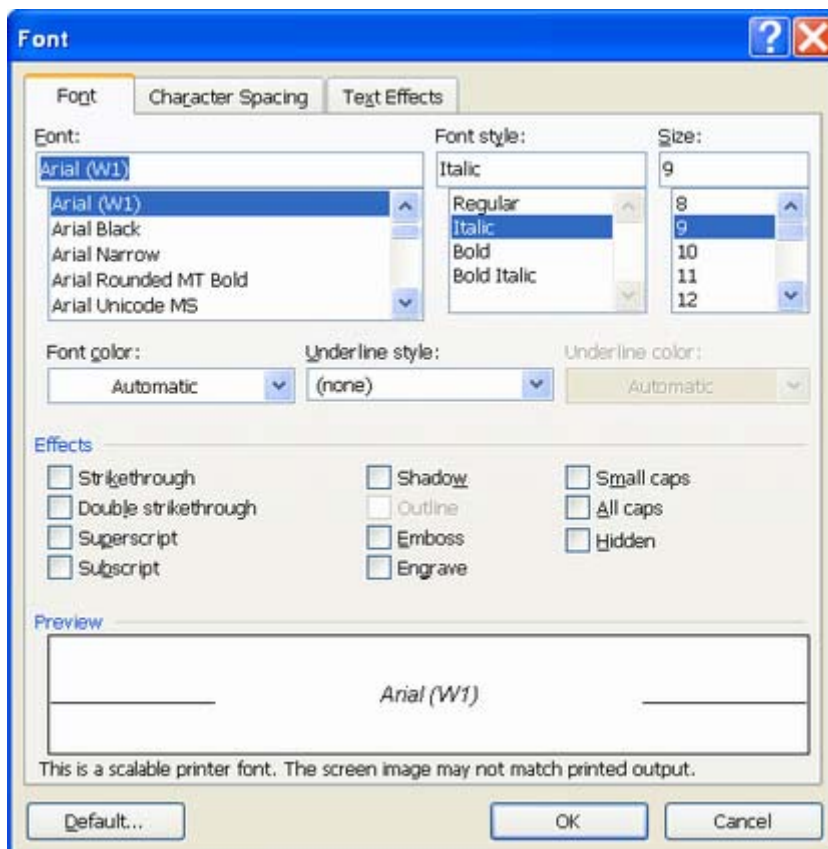 Font
Font Character Spacing Text Effects
Font: Font style: Size:
Arial (W1) Italic 9
Arial (W1) Regular 8
Arial Black Italic 9
Arial Narrow Bold 10
Arial Rounded MT Bold Bold Italic 11
Arial Unicode MS 12
Font color: Underline style: Underline color:
Automatic (none) Automatic
Effects
Strikethrough Shadow Small caps
Double strikethrough Outline All caps
Superscript Emboss Hidden
Subscript Engrave
Preview
Arial (W1)
This is a scalable printer font. The screen image may not match printed output.
Default... OK Cancel